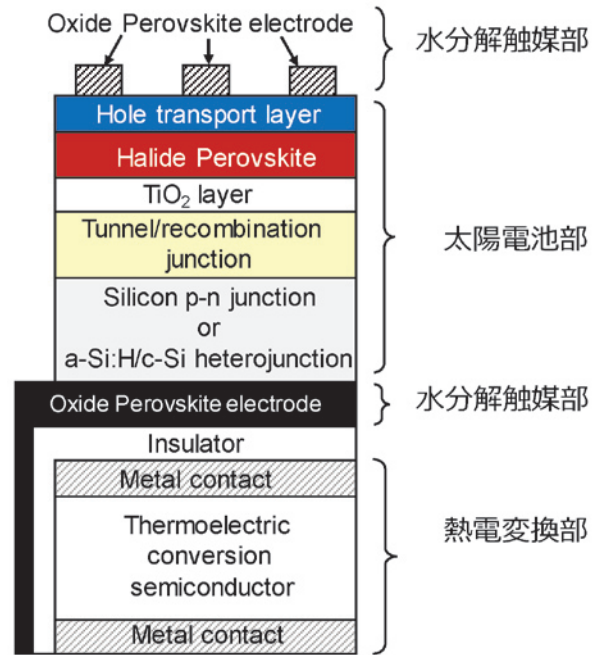 Oxide Perovskite electrode
水分解触媒部
Hole transport layer
Halide Perovskite
TiO₂ layer
Tunnel/recombination
junction
太陽電池部
Silicon p-n junction
or
a-Si:H/c-Si heterojunction
Oxide Perovskite electrode
水分解触媒部
Insulator
Metal contact
Thermoelectric
conversion
semiconductor
熱電変換部
Metal contact